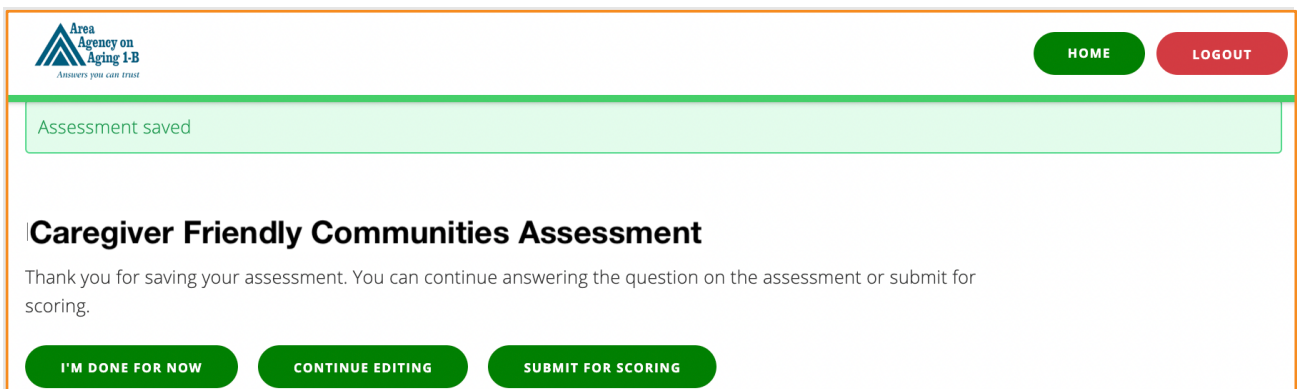 Area
Agency on
Aging 1-B
Answers you can trust
HOME
LOGOUT
Assessment saved
Caregiver Friendly Communities Assessment
Thank you for saving your assessment. You can continue answering the question on the assessment or submit for
scoring.
I'M DONE FOR NOW
CONTINUE EDITING
SUBMIT FOR SCORING